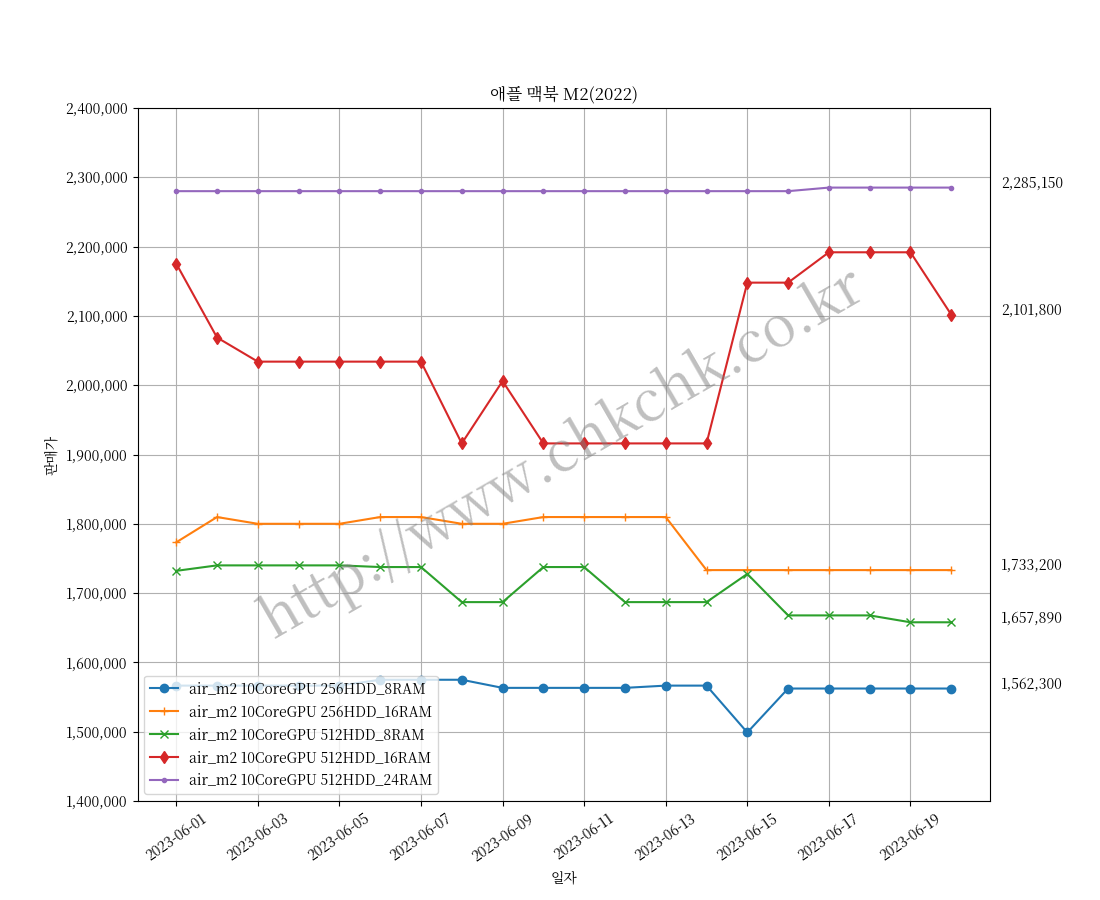 애플 맥북 M2(2022)
2,400,000
2,300,000
2,200,000
2,100,000
2,000,000
1,900,000
1,800,000
1,700,000
1,600,000
1,500,000
1,400,000
판매가
2,285,150
2,101,800
1,733,200
1,657,890
1,562,300
http://www.chkchk.co.kr
air_m2 10CoreGPU 256HDD_8RAM
air_m2 10CoreGPU 256HDD_16RAM
air_m2 10CoreGPU 512HDD_8RAM
air_m2 10CoreGPU 512HDD_16RAM
air_m2 10CoreGPU 512HDD_24RAM
2023-06-01
2023-06-03
2023-06-05
2023-06-07
2023-06-09
2023-06-11
2023-06-13
2023-06-15
2023-06-17
2023-06-19
일자